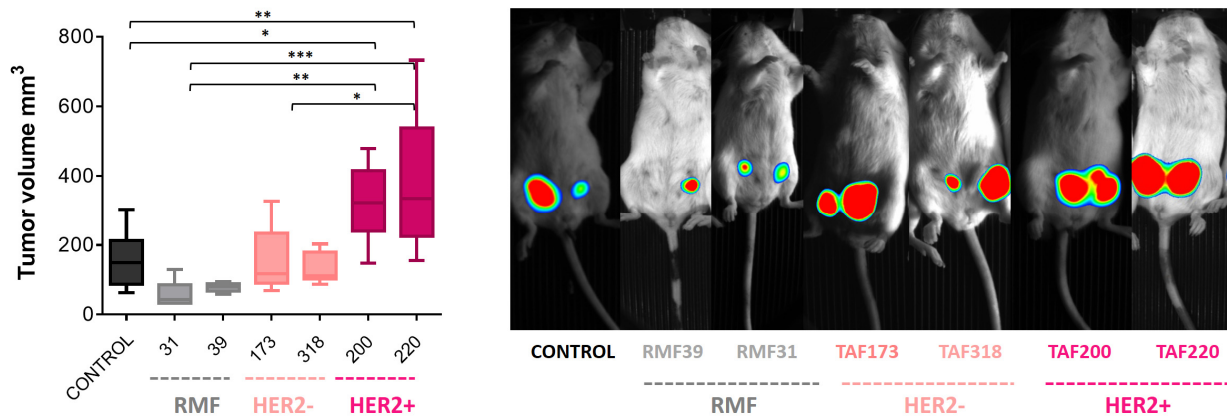 **
*
***
**
*
Tumor volume mm³
800
600
400
200
0
CONTROL
31
39
173
318
200
220
RMF
HER2-
HER2+
CONTROL
RMF39
RMF31
TAF173
TAF318
TAF200
TAF220
RMF
HER2-
HER2+